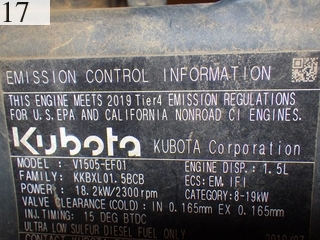 17
EMISSION CONTROL INFORMATION
THIS ENGINE MEETS 2019 Tier4 EMISSION REGULATIONS
FOR U.S.EPA AND CALIFORNIA NONROAD CI ENGINES.
Kubota KUBOTA Corporation
MODEL : V1505-EF01 ENGINE DISP.: 1.5L
FAMILY: KKBXL01.5BCB ECS: EM, IFI
POWER : 18.2kW/2300rpm CATEGORY:8-19kW
VALVE CLEARANCE (COLD): IN 0.165mm EX 0.165mm
INJ.TIMING: 15 DEG BTDC
ULTRA LOW SULFUR DIESEL FUEL ONLY